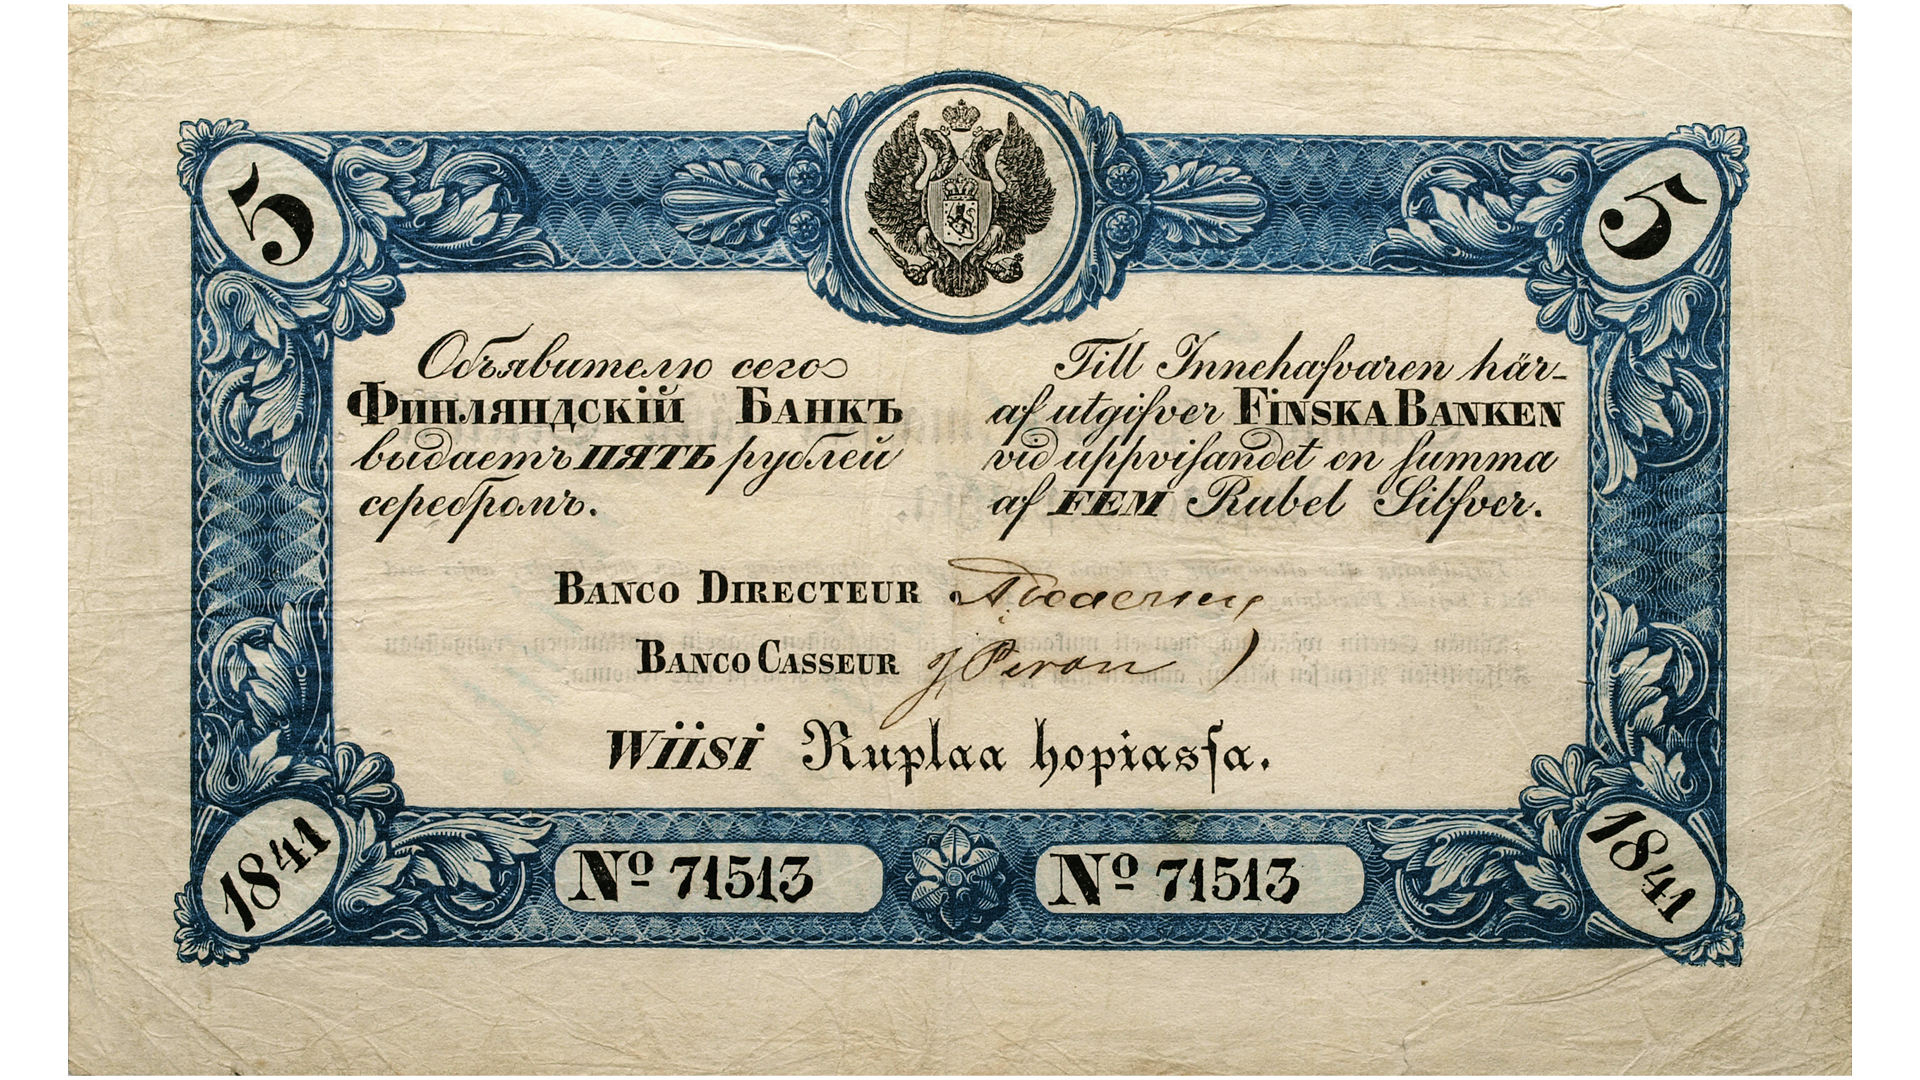 5
5
Объявителю сего
Финляндскій Банкъ
выдаетъ ПЯТЬ рублей
серебромъ.
Till Innehafvaren här-
af utgifver FINSKA BANKEN
vid uppvisandet en summa
af FEM Rubel Silfver.
BANCO DIRECTEUR
BANCO CASSEUR
WIISI Ruplaa hopiassa.
1841
No 71513
No 71513
1841